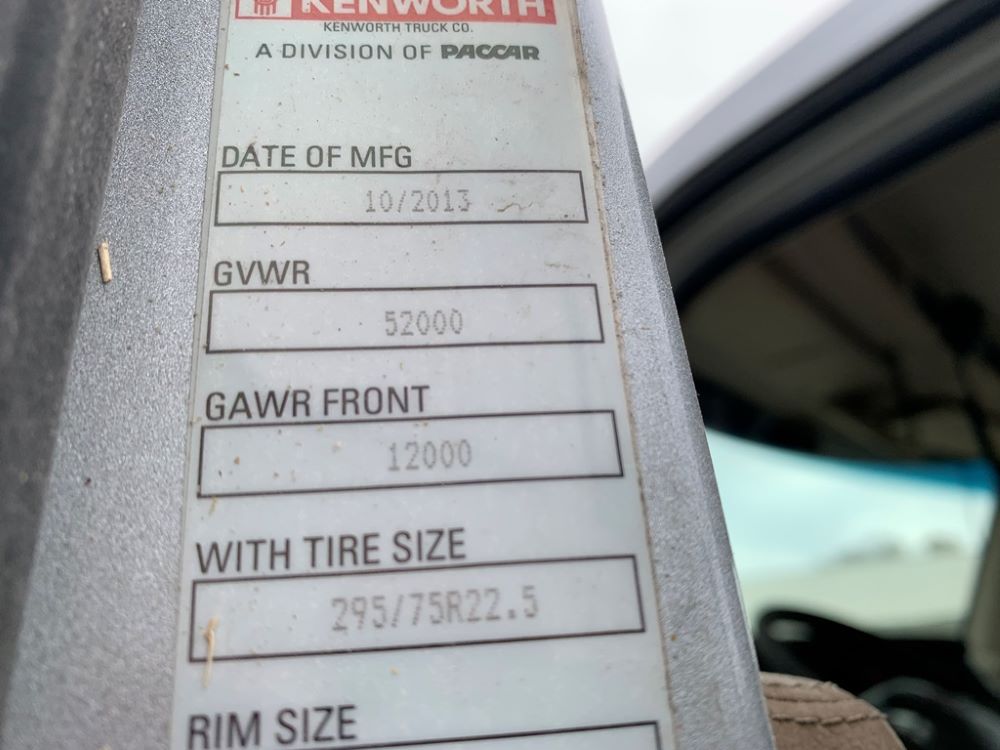 KENWORTH
KENWORTH TRUCK CO.
A DIVISION OF PACCAR
DATE OF MFG
10/2013
GVWR
52000
GAWR FRONT
12000
WITH TIRE SIZE
295/75R22.5
RIM SIZE